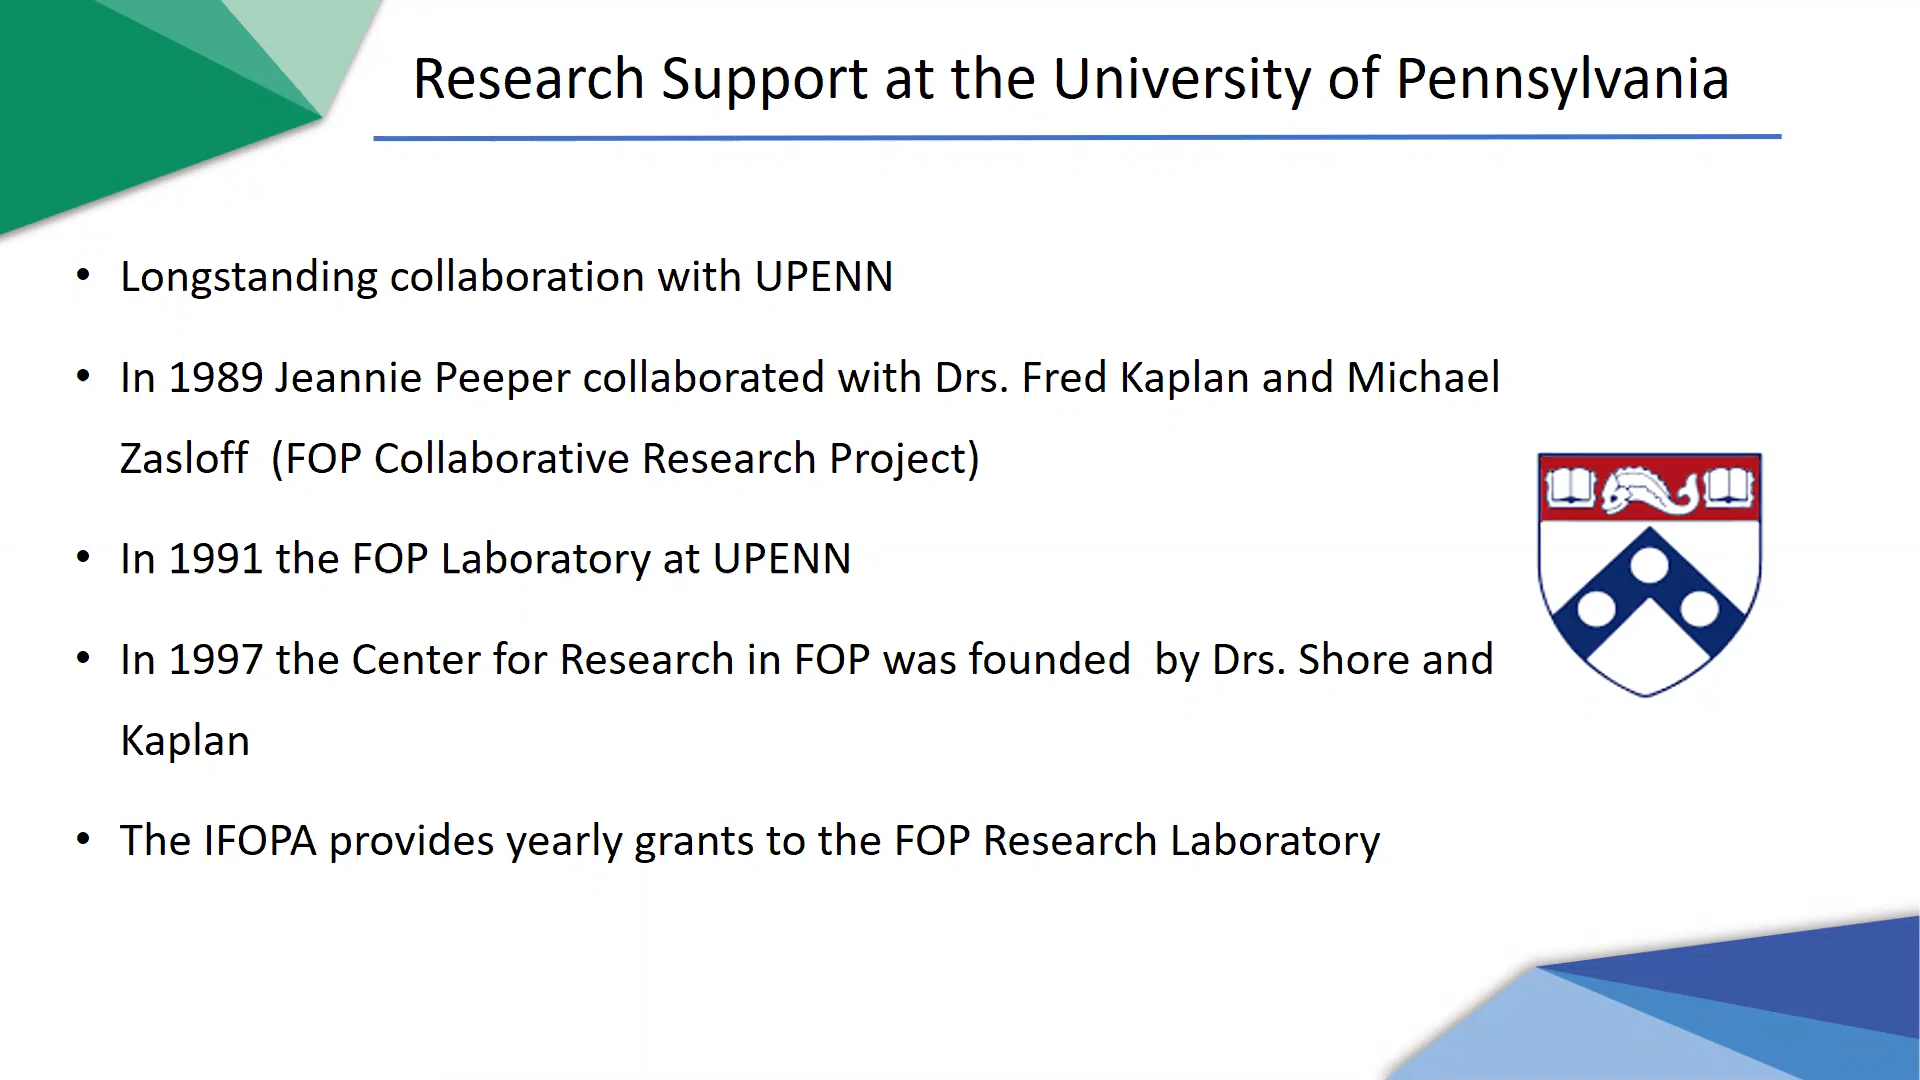 Research Support at the University of Pennsylvania
• Longstanding collaboration with UPENN
• In 1989 Jeannie Peeper collaborated with Drs. Fred Kaplan and Michael
Zasloff  (FOP Collaborative Research Project)
• In 1991 the FOP Laboratory at UPENN
• In 1997 the Center for Research in FOP was founded  by Drs. Shore and
Kaplan
• The IFOPA provides yearly grants to the FOP Research Laboratory